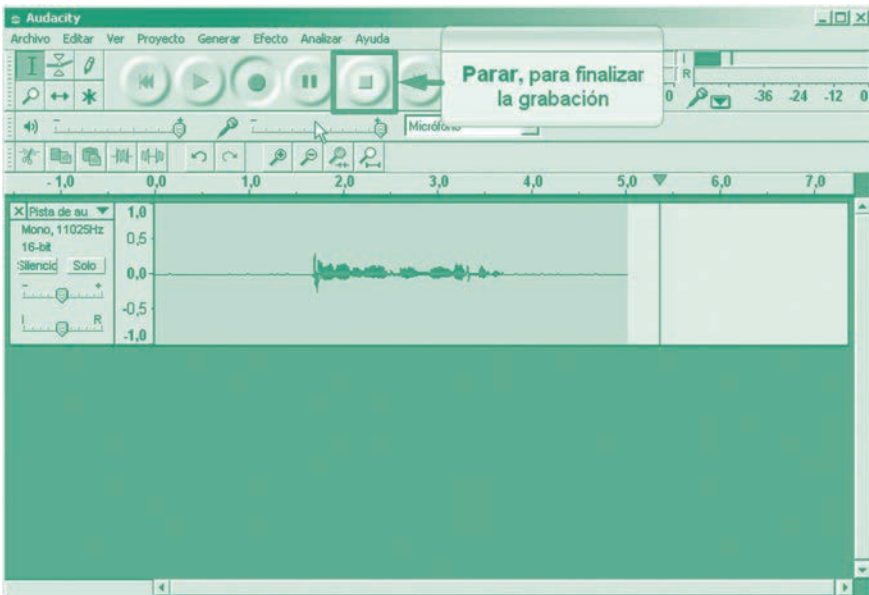 Audacity
Archivo Editar Ver Proyecto Generar Efecto Analizar Ayuda
Parar, para finalizar
la grabación
I
R
0 -36 -24 -12 0
Micrófono
- 1,0 0,0 1,0 2,0 3,0 4,0 5,0 6,0 7,0
Pista de au
Mono, 11025Hz
16-bit
Silencio Solo
- +
I R
1,0
0,5
0,0
-0,5
-1,0